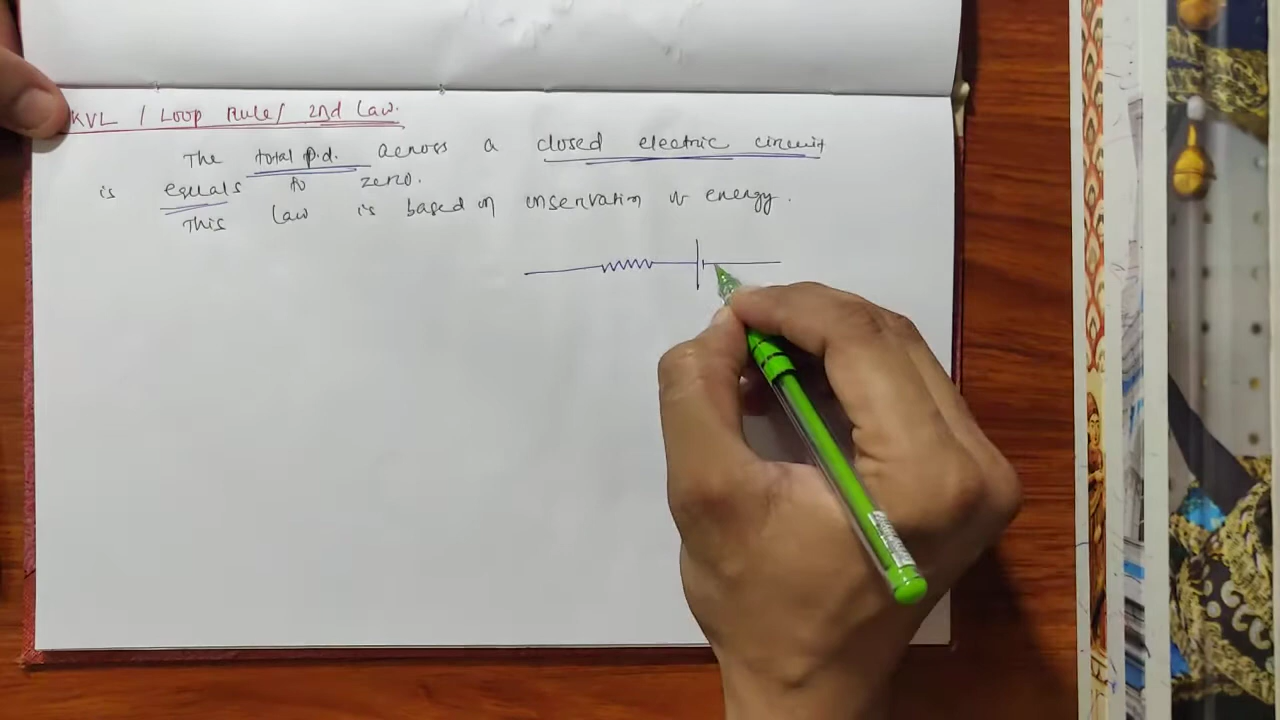 KVL / Loop Rule / 2nd Law.
The total p.d. across a closed electric circuit
is equals to zero.
This law is based on conservation of energy.